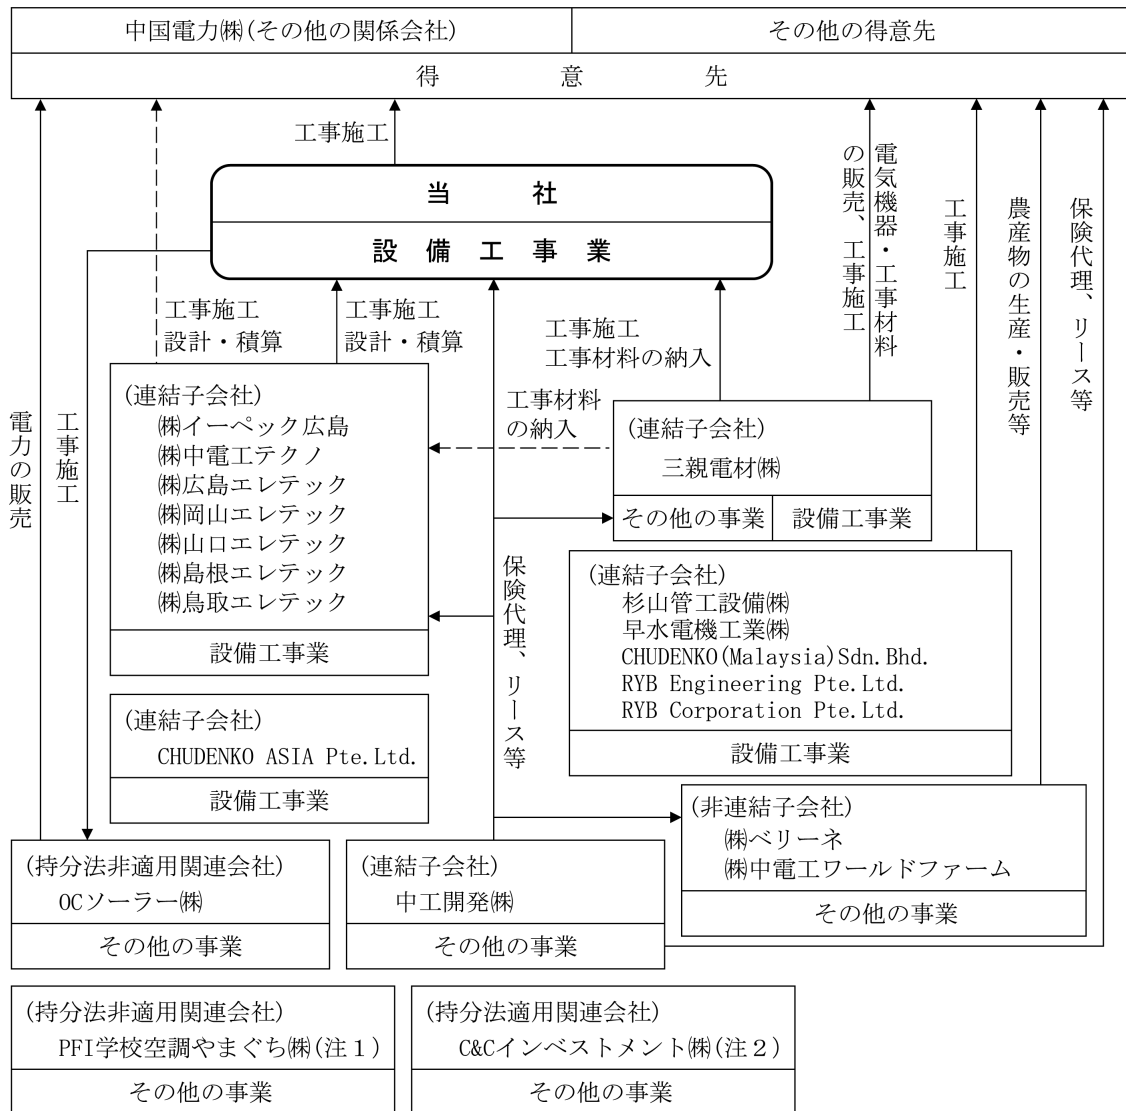 中国電力㈱(その他の関係会社)
その他の得意先
得意先
工事施工
当社
設備工事業
電気機器・工事材料
の販売、工事施工
工事施工
農産物の生産・販売等
保険代理、リース等
工事施工
設計・積算
工事施工
設計・積算
工事施工
工事材料の納入
電力の販売
工事施工
(連結子会社)
㈱イーペック広島
㈱中電工テクノ
㈱広島エレテック
㈱岡山エレテック
㈱山口エレテック
㈱島根エレテック
㈱鳥取エレテック
設備工事業
工事材料
の納入
(連結子会社)
三親電材㈱
その他の事業
設備工事業
保険代理、リース等
(連結子会社)
杉山管工設備㈱
早水電機工業㈱
CHUDENKO(Malaysia)Sdn.Bhd.
RYB Engineering Pte.Ltd.
RYB Corporation Pte.Ltd.
設備工事業
(連結子会社)
CHUDENKO ASIA Pte.Ltd.
設備工事業
(非連結子会社)
㈱ベリーネ
㈱中電工ワールドファーム
その他の事業
(持分法非適用関連会社)
OCソーラー㈱
その他の事業
(連結子会社)
中工開発㈱
その他の事業
(持分法非適用関連会社)
PFI学校空調やまぐち㈱(注１)
その他の事業
(持分法適用関連会社)
C&Cインベストメント㈱(注２)
その他の事業